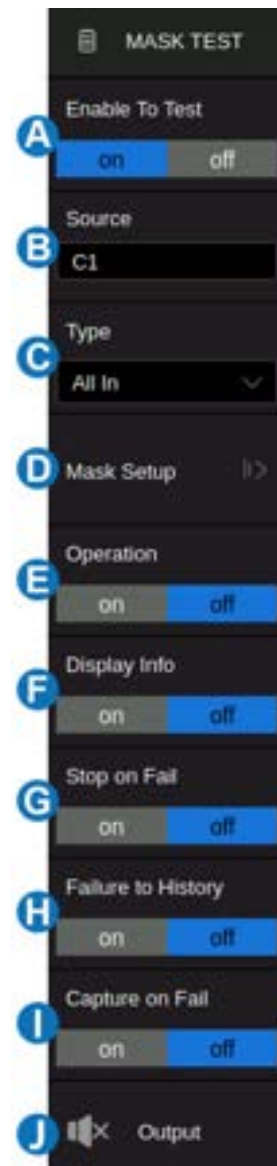 MASK TEST
Enable To Test
A
on off
Source
B
C1
Type
C
All In
D Mask Setup
Operation
E
on off
Display Info
F
on off
Stop on Fail
G
on off
Failure to History
H
on off
Capture on Fail
I
on off
J Output